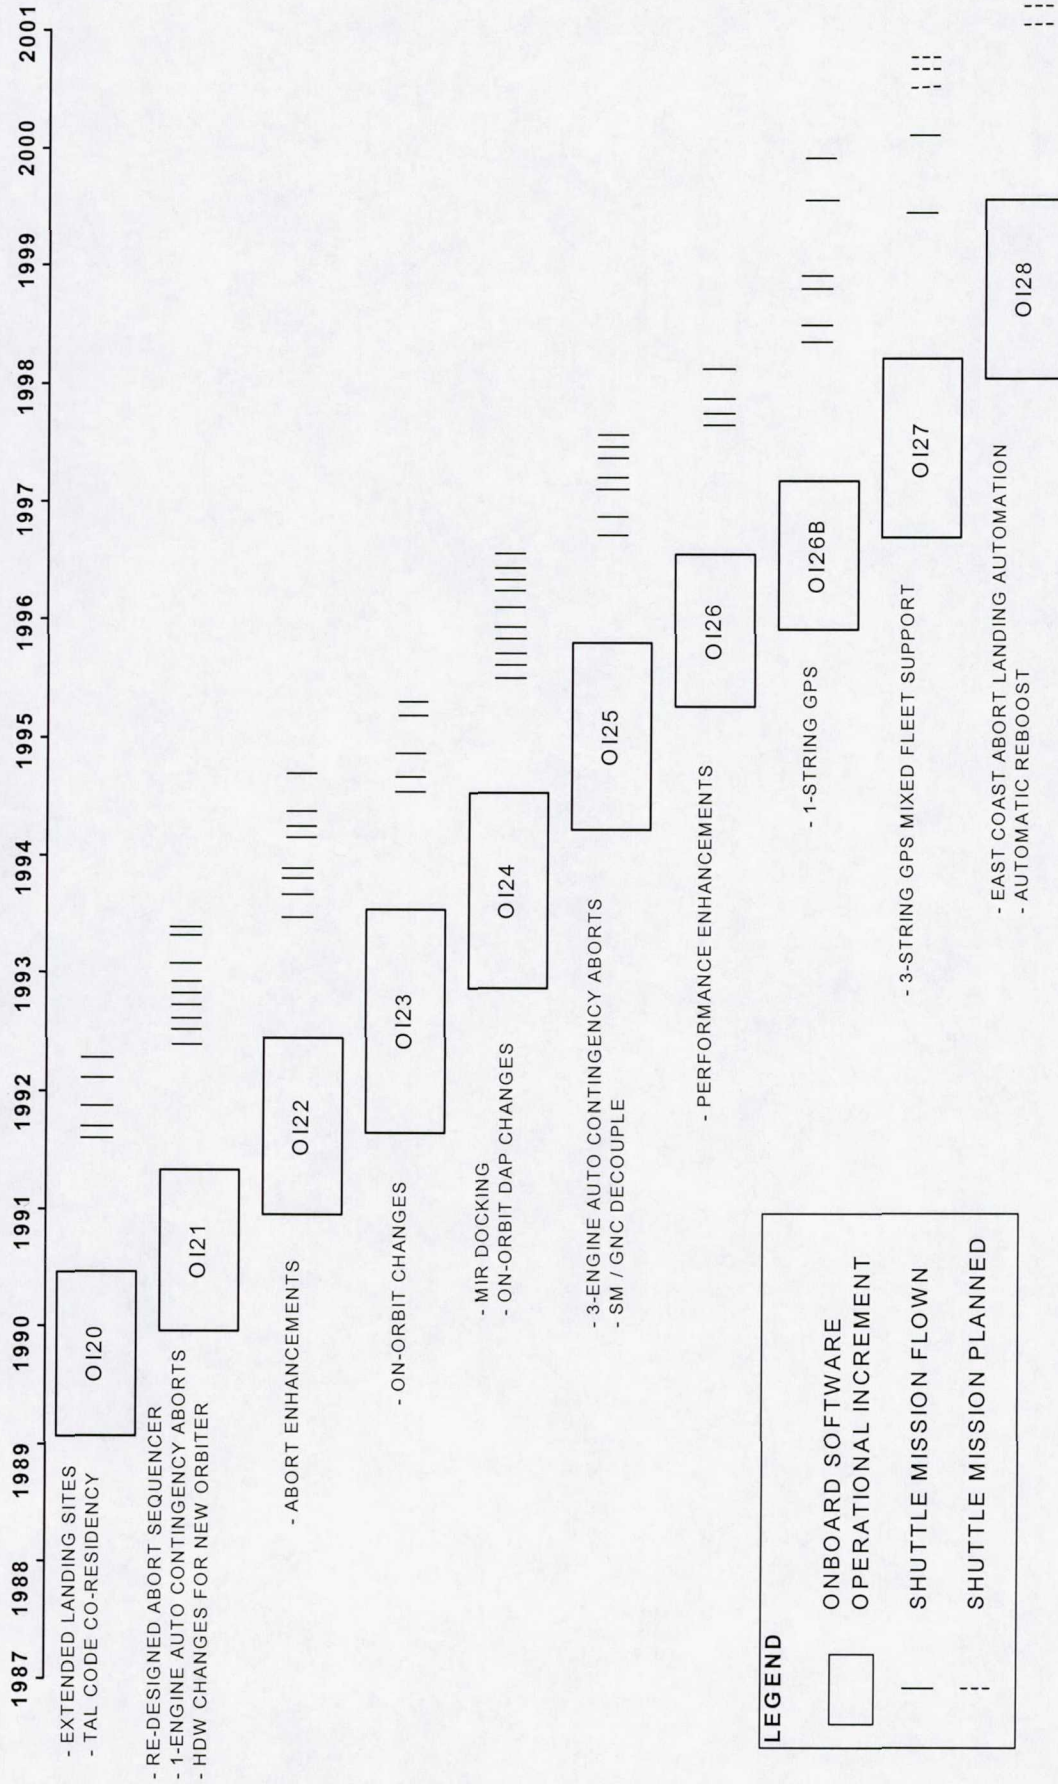 1987 1988 1989 1990 1991 1992 1993 1994 1995 1996 1997 1998 1999 2000 2001
- EXTENDED LANDING SITES
- TAL CODE CO-RESIDENCY
OI20
- RE-DESIGNED ABORT SEQUENCER
- 1-ENGINE AUTO CONTINGENCY ABORTS
- HDW CHANGES FOR NEW ORBITER
OI21
- ABORT ENHANCEMENTS
OI22
- ON-ORBIT CHANGES
OI23
- MIR DOCKING
- ON-ORBIT DAP CHANGES
OI24
- 3-ENGINE AUTO CONTINGENCY ABORTS
- SM / GNC DECOUPLE
OI25
- PERFORMANCE ENHANCEMENTS
OI26
- 1-STRING GPS
OI26B
- 3-STRING GPS MIXED FLEET SUPPORT
OI27
- EAST COAST ABORT LANDING AUTOMATION
- AUTOMATIC REBOOST
OI28
LEGEND
ONBOARD SOFTWARE
OPERATIONAL INCREMENT
SHUTTLE MISSION FLOWN
SHUTTLE MISSION PLANNED